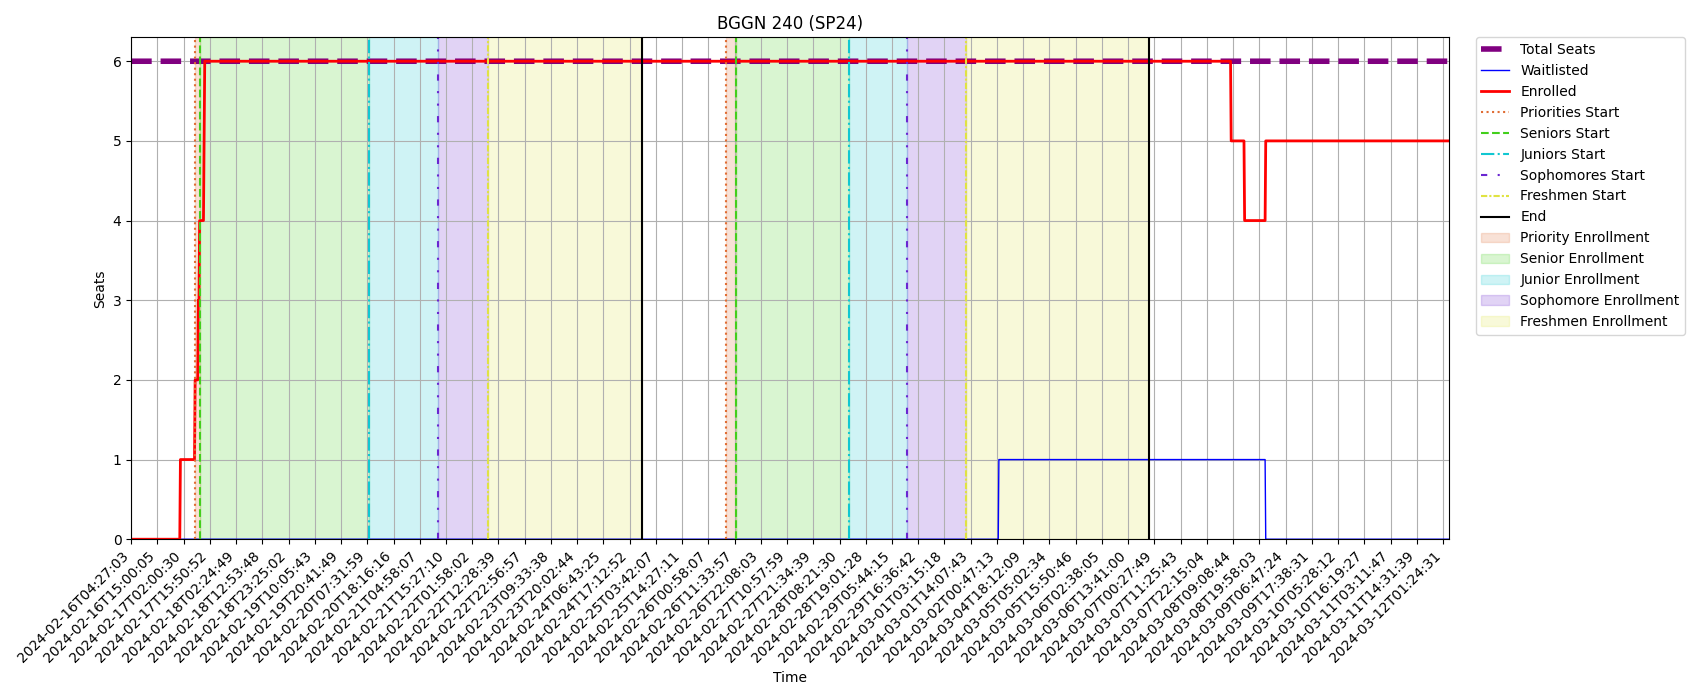 BGGN 240 (SP24)
Total Seats
Waitlisted
Enrolled
Priorities Start
Seniors Start
Juniors Start
Sophomores Start
Freshmen Start
End
Priority Enrollment
Senior Enrollment
Junior Enrollment
Sophomore Enrollment
Freshmen Enrollment
Seats
6
5
4
3
2
1
0
2024-02-16T04:27:03
2024-02-16T15:00:05
2024-02-17T02:00:30
2024-02-17T15:50:52
2024-02-18T02:24:49
2024-02-18T12:53:48
2024-02-18T23:25:02
2024-02-19T10:05:43
2024-02-19T20:41:49
2024-02-20T07:31:59
2024-02-20T18:16:16
2024-02-21T04:58:07
2024-02-21T15:27:10
2024-02-22T01:58:02
2024-02-22T12:28:39
2024-02-22T22:56:57
2024-02-23T09:33:38
2024-02-23T20:02:44
2024-02-24T06:43:25
2024-02-24T17:12:52
2024-02-25T03:42:07
2024-02-25T14:27:11
2024-02-26T00:58:07
2024-02-26T11:33:57
2024-02-26T22:08:03
2024-02-27T10:57:59
2024-02-27T21:34:39
2024-02-28T08:21:30
2024-02-28T19:01:28
2024-02-29T05:44:15
2024-02-29T16:36:42
2024-03-01T03:15:18
2024-03-01T14:07:43
2024-03-02T00:47:13
2024-03-04T18:12:09
2024-03-05T05:02:34
2024-03-05T15:50:46
2024-03-06T02:38:05
2024-03-06T13:41:00
2024-03-07T00:27:49
2024-03-07T11:25:43
2024-03-07T22:15:04
2024-03-08T09:08:44
2024-03-08T19:58:03
2024-03-09T06:47:24
2024-03-09T17:38:31
2024-03-10T05:28:12
2024-03-10T16:19:27
2024-03-11T03:11:47
2024-03-11T14:31:39
2024-03-12T01:24:31
Time